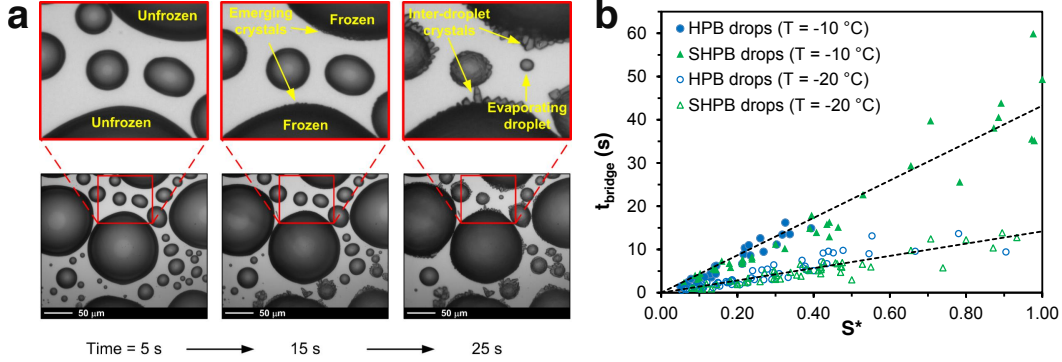 a
Unfrozen
Unfrozen
Emerging
crystals
Frozen
Frozen
Inter-droplet
crystals
Evaporating
droplet
50 µm
50 µm
50 µm
Time = 5 s
15 s
25 s
b
HPB drops (T = -10 °C)
SHPB drops (T = -10 °C)
HPB drops (T = -20 °C)
SHPB drops (T = -20 °C)
t_bridge (s)
60
50
40
30
20
10
0
0.00 0.20 0.40 0.60 0.80 1.00
S*